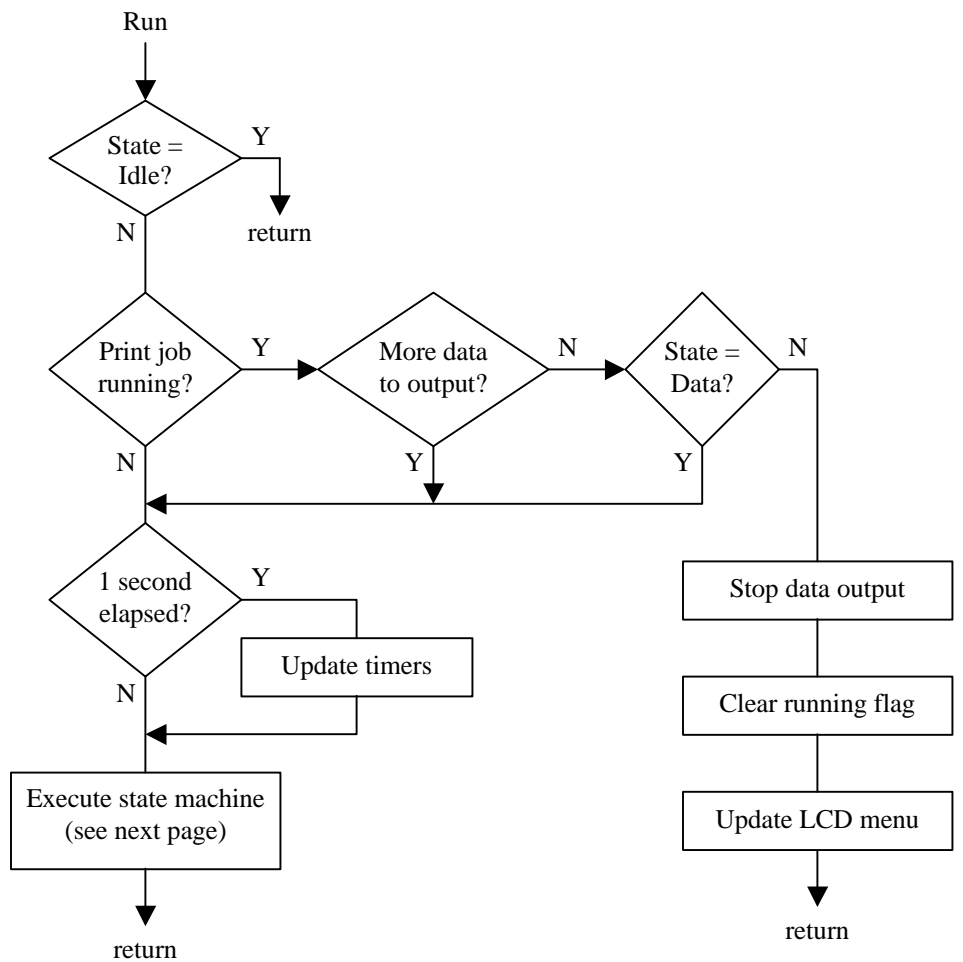 Run
State =
Idle?
Y
return
N
Print job
running?
Y
More data
to output?
N
State =
Data?
N
N
Y
Y
1 second
elapsed?
Y
Update timers
N
Execute state machine
(see next page)
return
Stop data output
Clear running flag
Update LCD menu
return